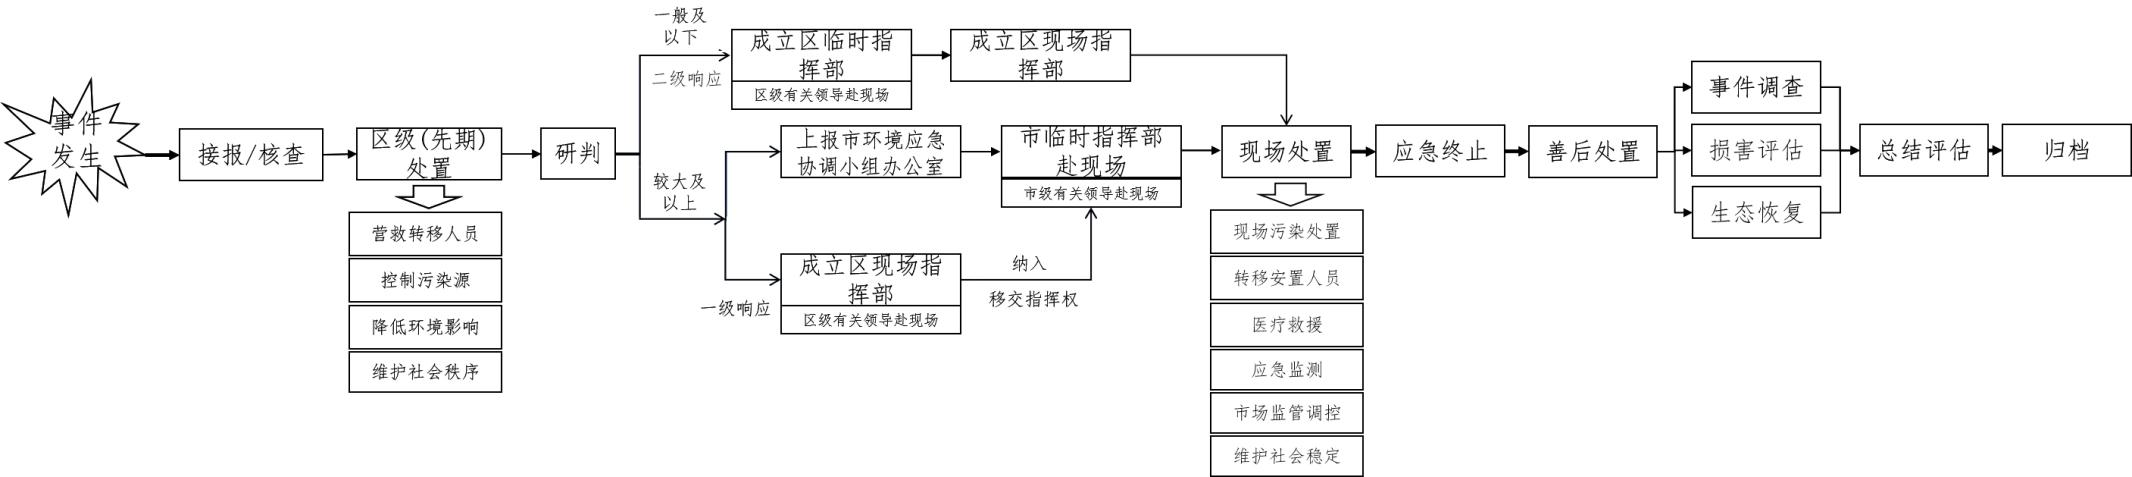 事件
发生
接报/核查
区级(先期)
处置
营救转移人员
控制污染源
降低环境影响
维护社会秩序
研判
一般及
以下
二级响应
成立区临时指
挥部
区级有关领导赴现场
成立区现场指
挥部
较大及
以上
一级响应
上报市环境应急
协调小组办公室
市临时指挥部
赴现场
市级有关领导赴现场
成立区现场指
挥部
区级有关领导赴现场
纳入
移交指挥权
现场处置
现场污染处置
转移安置人员
医疗救援
应急监测
市场监管调控
维护社会稳定
应急终止
善后处置
事件调查
损害评估
生态恢复
总结评估
归档